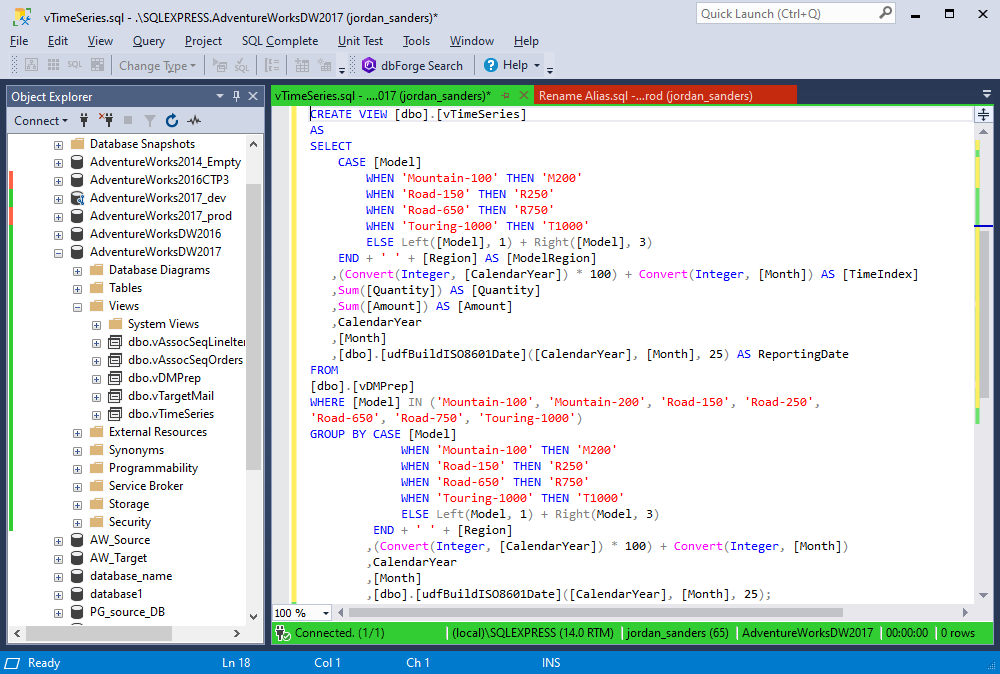 vTimeSeries.sql - .\SQLEXPRESS.AdventureWorksDW2017 (jordan_sanders)*
Quick Launch (Ctrl+Q)
File Edit View Query Project SQL Complete Unit Test Tools Window Help
SQL Change Type SQL dbForge Search Help
Object Explorer
Connect
Database Snapshots
AdventureWorks2014_Empty
AdventureWorks2016CTP3
AdventureWorks2017_dev
AdventureWorks2017_prod
AdventureWorksDW2016
AdventureWorksDW2017
Database Diagrams
Tables
Views
System Views
dbo.vAssocSeqLineIter
dbo.vAssocSeqOrders
dbo.vDMPrep
dbo.vTargetMail
dbo.vTimeSeries
External Resources
Synonyms
Programmability
Service Broker
Storage
Security
AW_Source
AW_Target
database_name
database1
PG_source_DB
vTimeSeries.sql - ....017 (jordan_sanders)* Rename Alias.sql -...rod (jordan_sanders)
CREATE VIEW [dbo].[vTimeSeries]
AS
SELECT
CASE [Model]
WHEN 'Mountain-100' THEN 'M200'
WHEN 'Road-150' THEN 'R250'
WHEN 'Road-650' THEN 'R750'
WHEN 'Touring-1000' THEN 'T1000'
ELSE Left([Model], 1) + Right([Model], 3)
END + ' ' + [Region] AS [ModelRegion]
,(Convert(Integer, [CalendarYear]) * 100) + Convert(Integer, [Month]) AS [TimeIndex]
,Sum([Quantity]) AS [Quantity]
,Sum([Amount]) AS [Amount]
,CalendarYear
,[Month]
,[dbo].[udfBuildISO8601Date]([CalendarYear], [Month], 25) AS ReportingDate
FROM
[dbo].[vDMPrep]
WHERE [Model] IN ('Mountain-100', 'Mountain-200', 'Road-150', 'Road-250',
'Road-650', 'Road-750', 'Touring-1000')
GROUP BY CASE [Model]
WHEN 'Mountain-100' THEN 'M200'
WHEN 'Road-150' THEN 'R250'
WHEN 'Road-650' THEN 'R750'
WHEN 'Touring-1000' THEN 'T1000'
ELSE Left(Model, 1) + Right(Model, 3)
END + ' ' + [Region]
,(Convert(Integer, [CalendarYear]) * 100) + Convert(Integer, [Month])
,CalendarYear
,[Month]
,[dbo].[udfBuildISO8601Date]([CalendarYear], [Month], 25);
100 %
Connected. (1/1) (local)\SQLEXPRESS (14.0 RTM) jordan_sanders (65) AdventureWorksDW2017 00:00:00 0 rows
Ready Ln 18 Col 1 Ch 1 INS